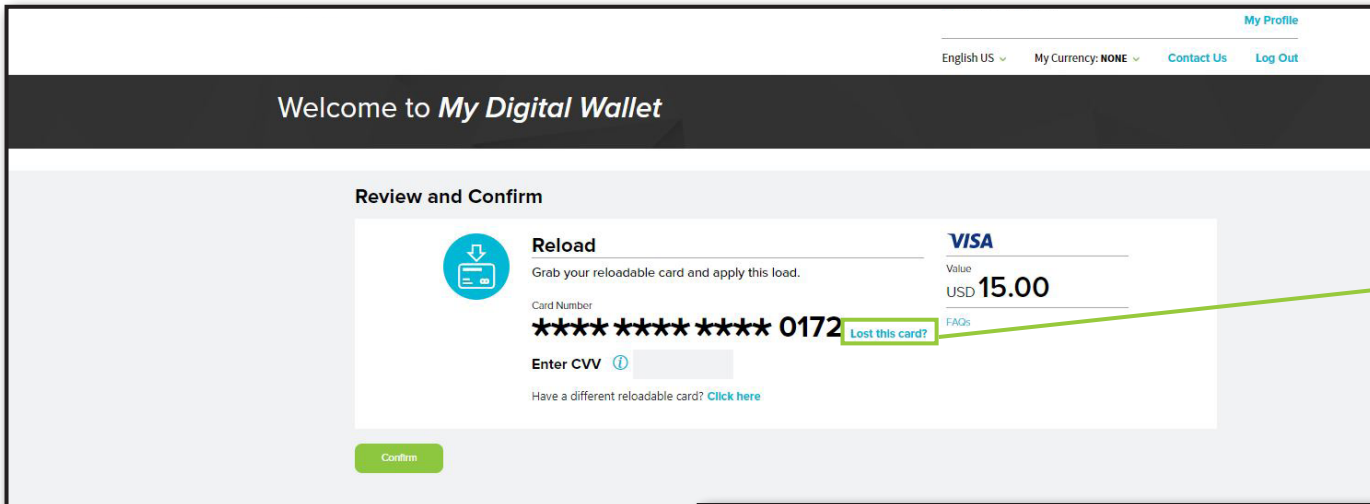 My Profile
English US My Currency: NONE Contact Us Log Out
Welcome to My Digital Wallet
Review and Confirm
Reload
Grab your reloadable card and apply this load.
Card Number
**** **** **** 0172 Lost this card?
Enter CVV i
Have a different reloadable card? Click here
VISA
Value
USD 15.00
FAQs
Confirm